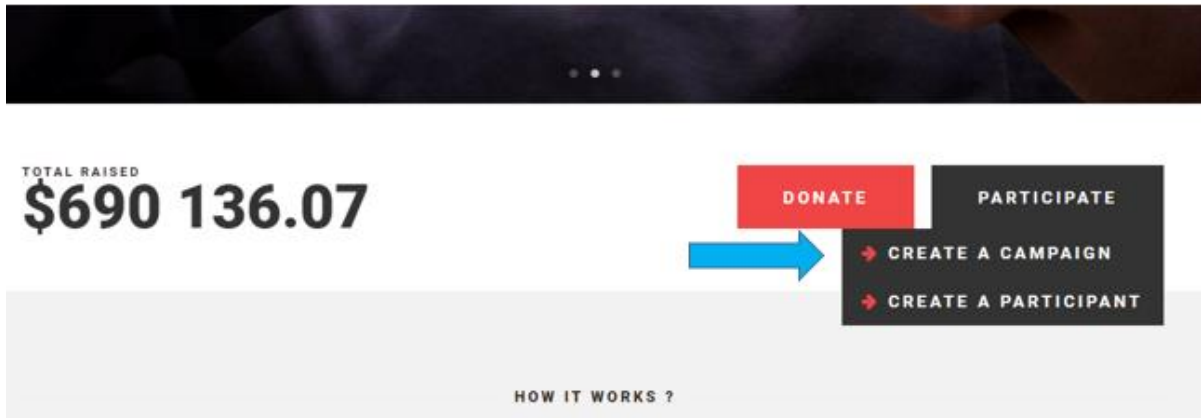 TOTAL RAISED
$690 136.07
DONATE
PARTICIPATE
CREATE A CAMPAIGN
CREATE A PARTICIPANT
HOW IT WORKS ?